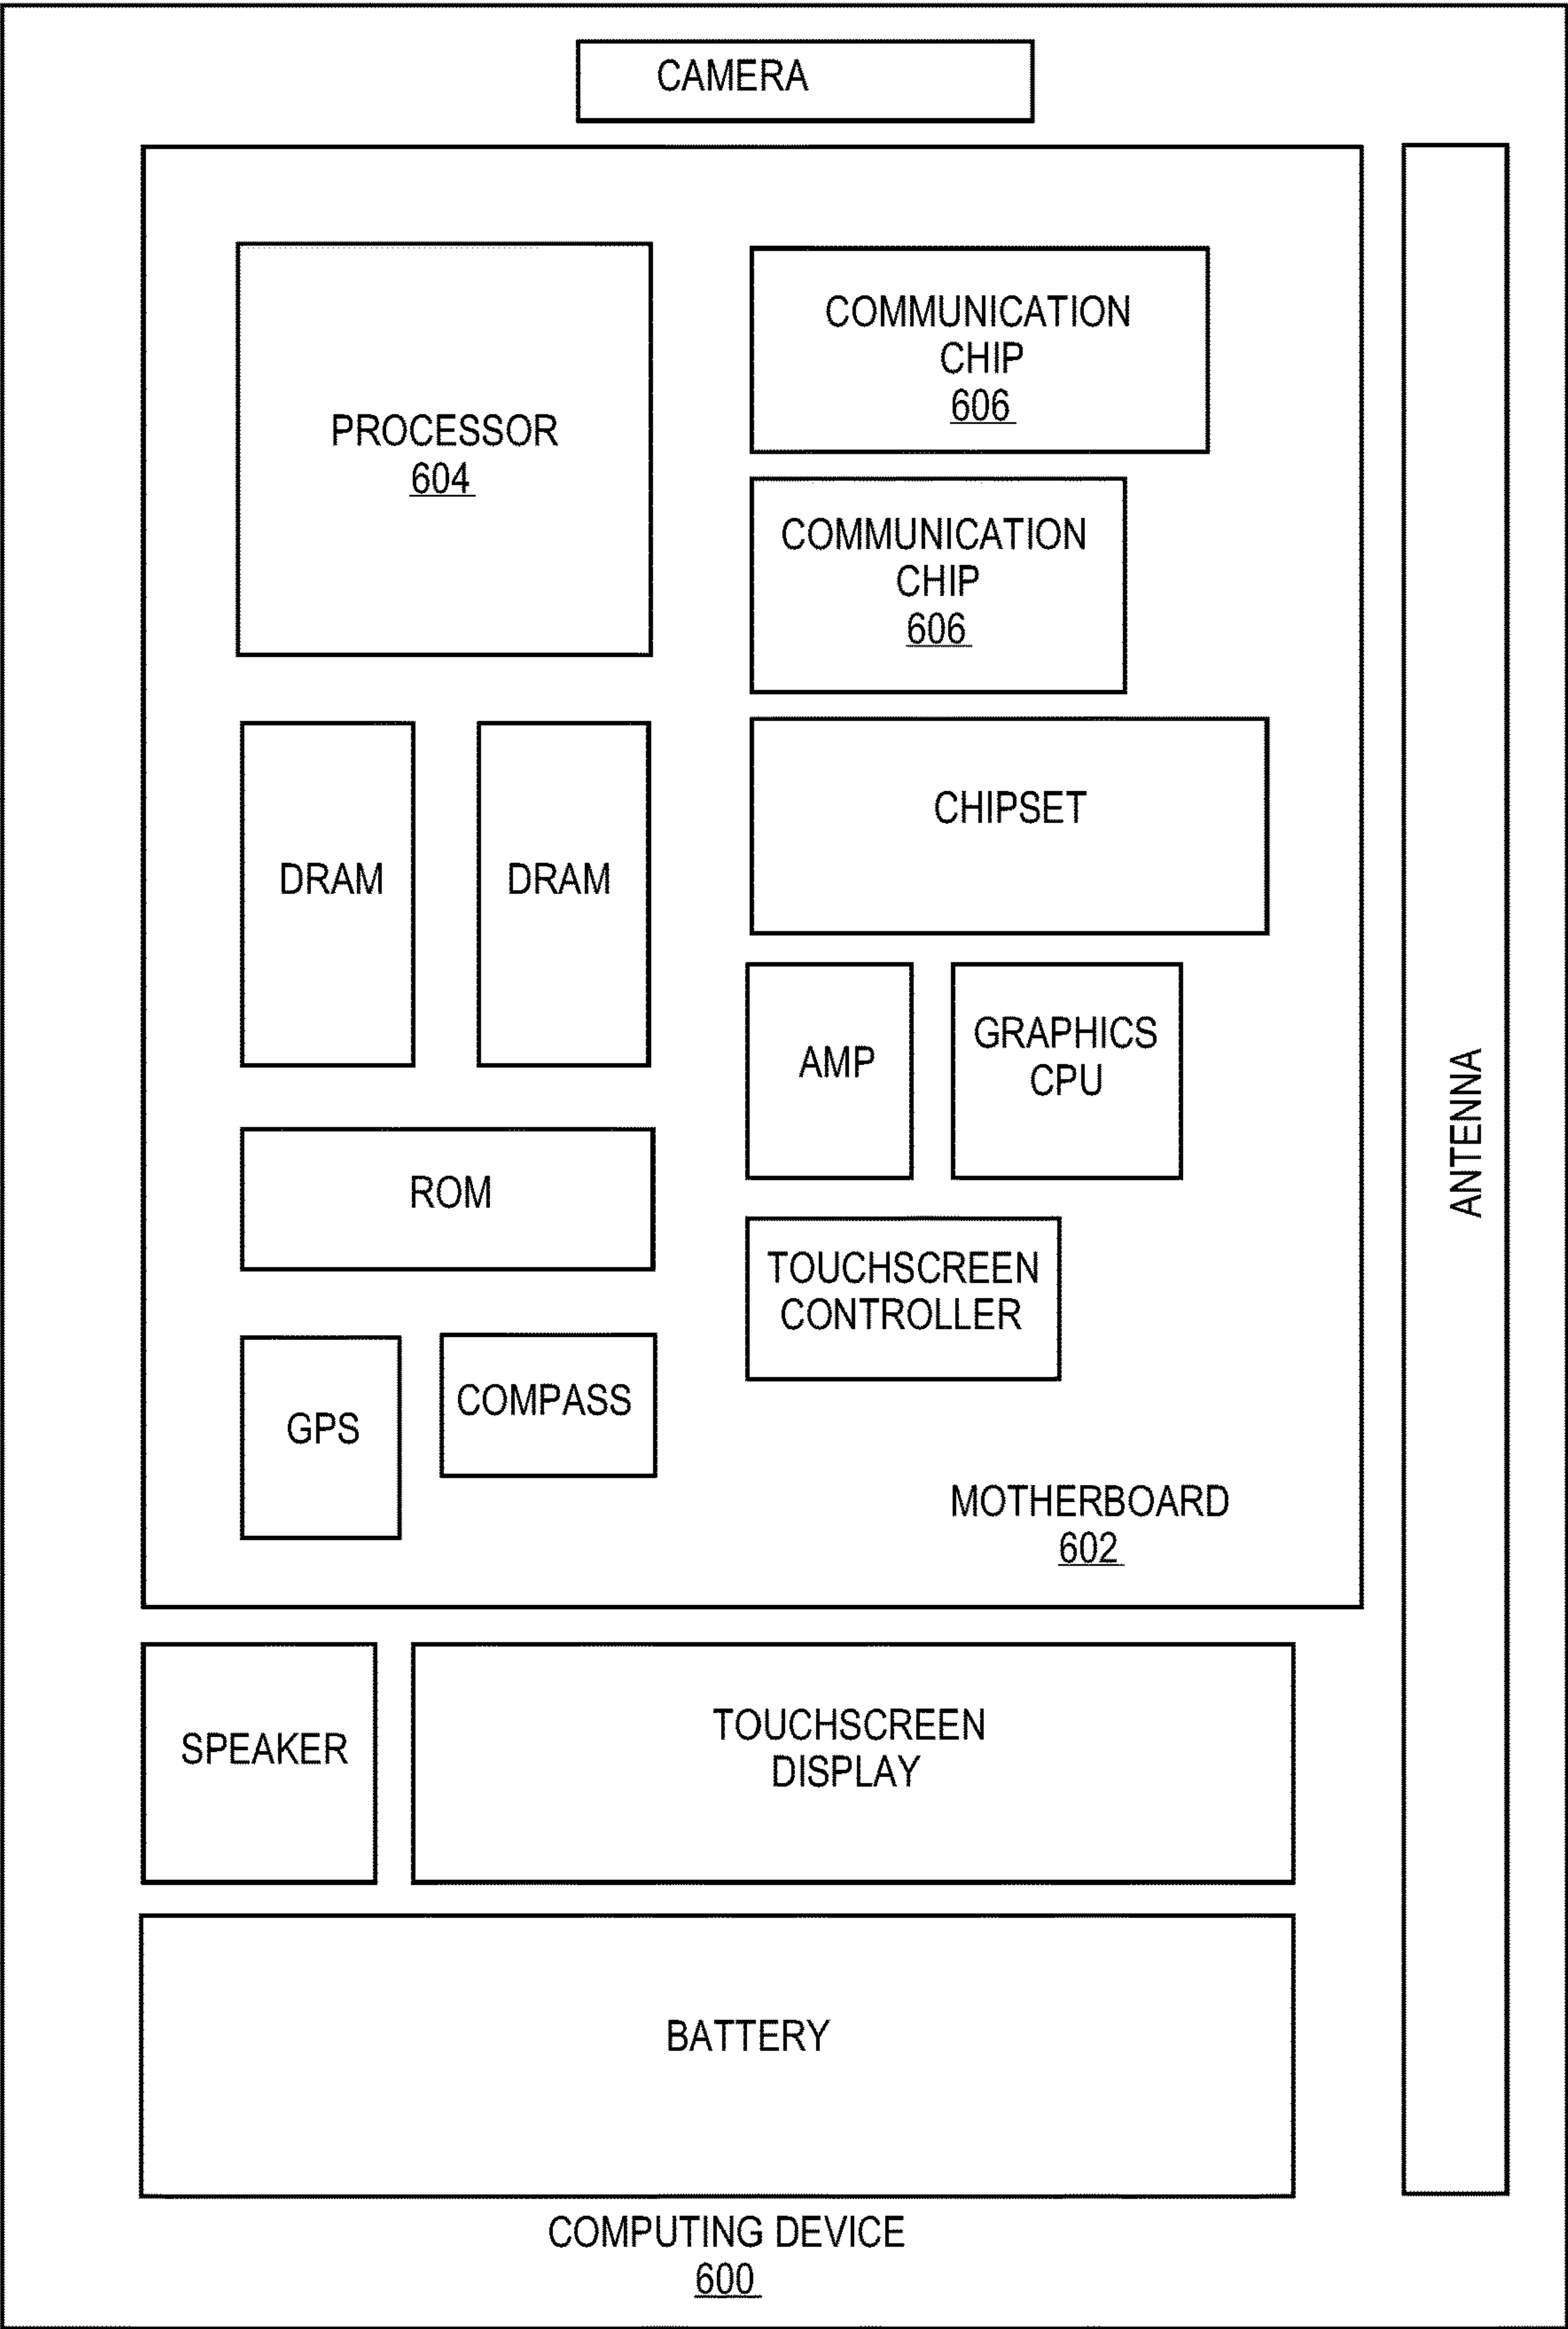 CAMERA
PROCESSOR
604
COMMUNICATION
CHIP
606
COMMUNICATION
CHIP
606
DRAM
DRAM
CHIPSET
AMP
GRAPHICS
CPU
ROM
TOUCHSCREEN
CONTROLLER
GPS
COMPASS
MOTHERBOARD
602
ANTENNA
SPEAKER
TOUCHSCREEN
DISPLAY
BATTERY
COMPUTING DEVICE
600